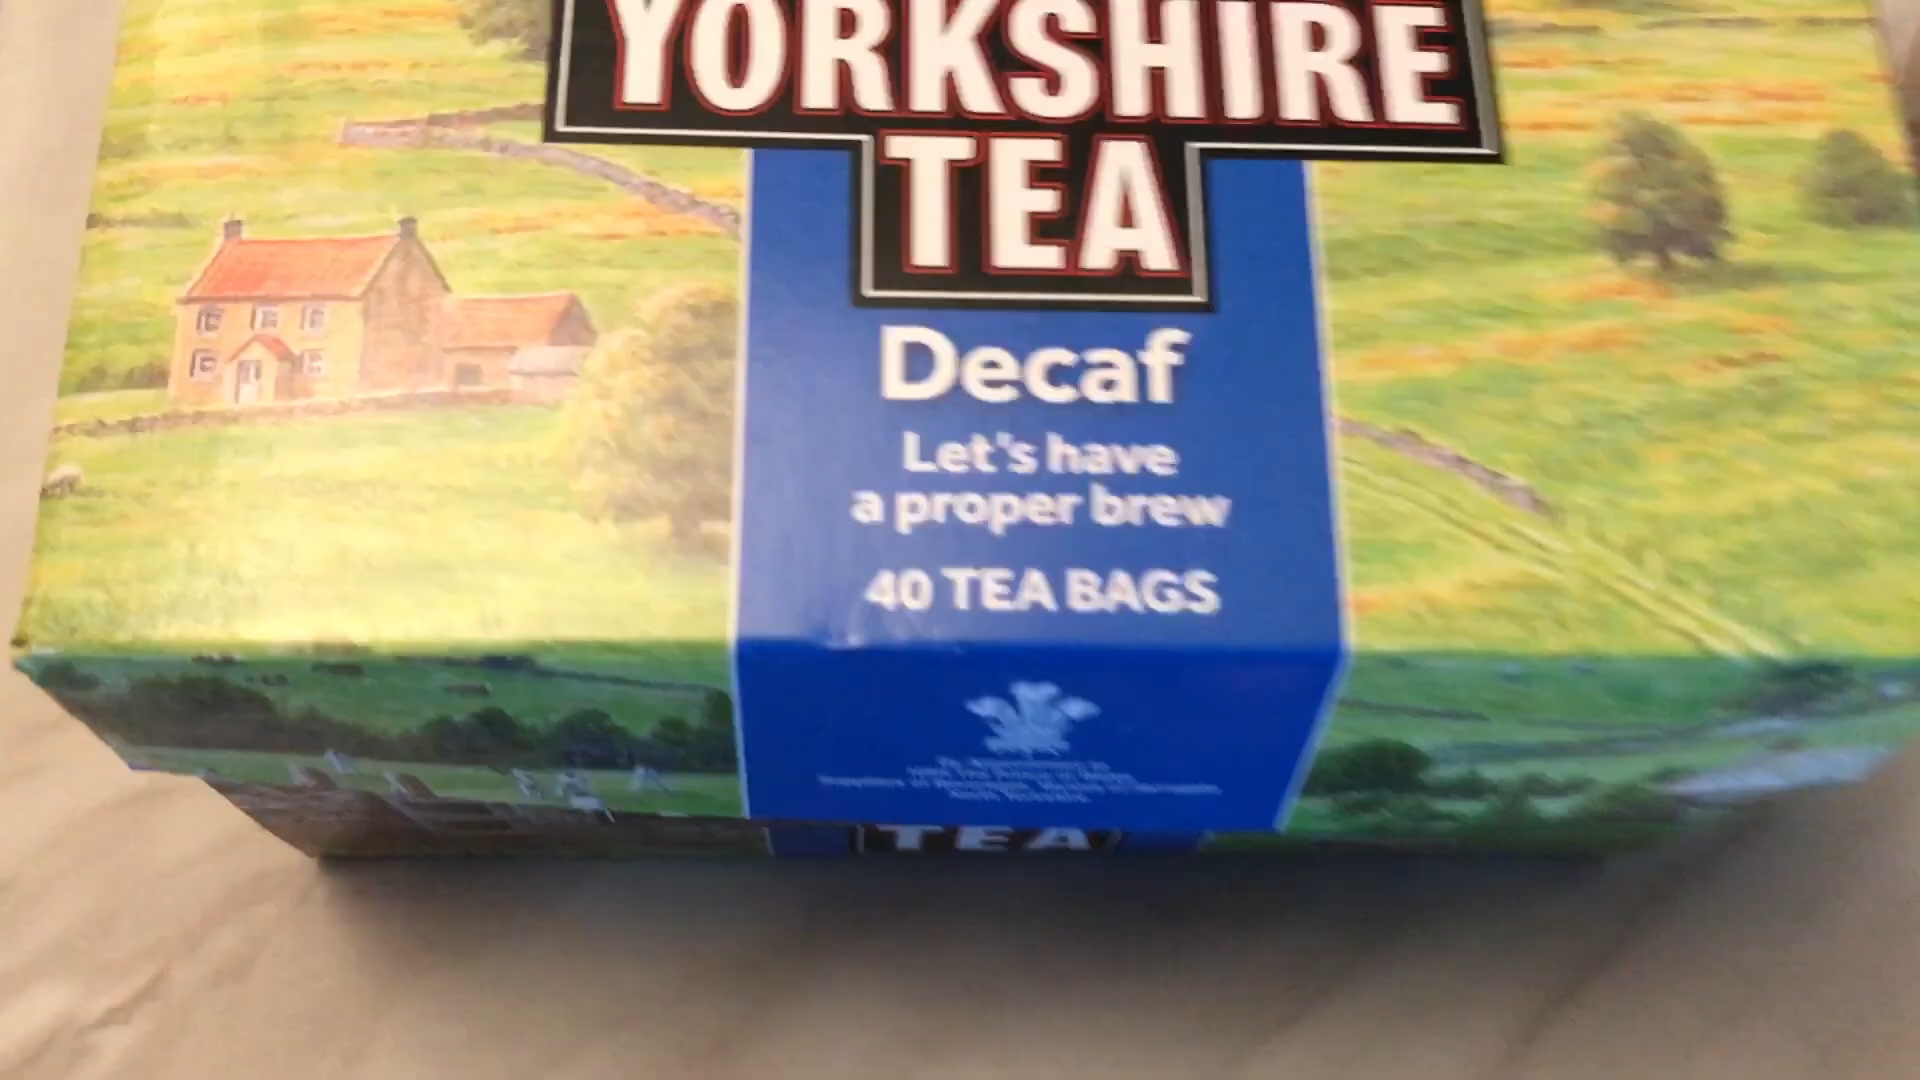 YORKSHIRE
TEA
Decaf
Let's have
a proper brew
40 TEA BAGS
TEA